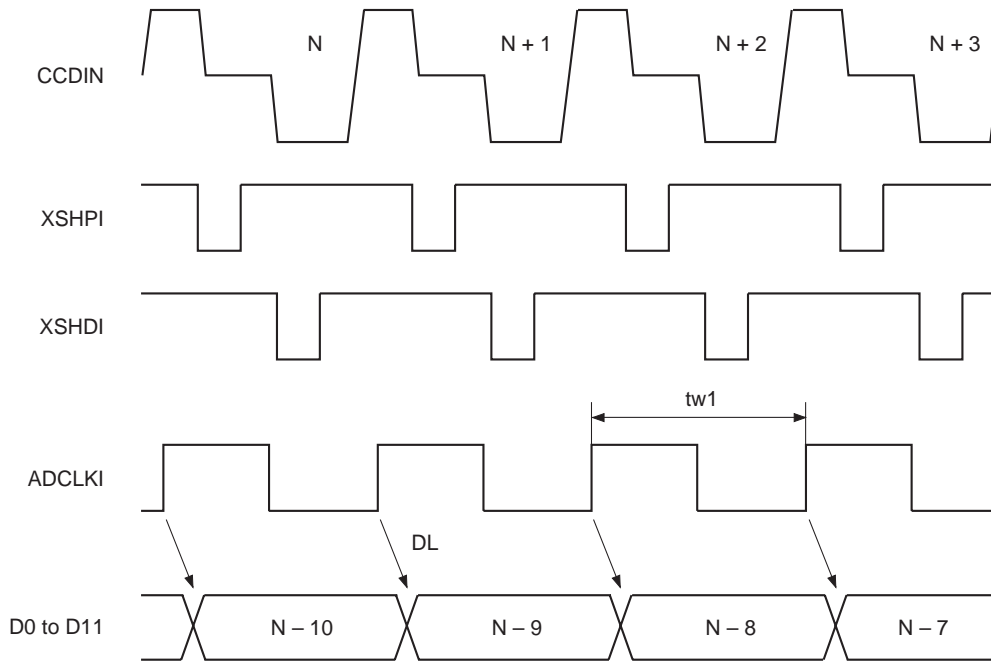 N
N + 1
N + 2
N + 3
CCDIN
XSHPI
XSHDI
tw1
ADCLKI
DL
D0 to D11
N – 10
N – 9
N – 8
N – 7